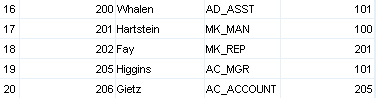 16 200 Whalen AD_ASST 101
17 201 Hartstein MK_MAN 100
18 202 Fay MK_REP 201
19 205 Higgins AC_MGR 101
20 206 Gietz AC_ACCOUNT 205